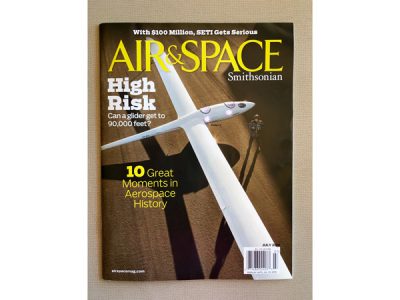 With $100 Million, SETI Gets Serious
AIR&SPACE
Smithsonian
High
Risk
Can a glider get to
90,000 feet?
10 Great
Moments in
Aerospace
History
JULY
airspacemag.com